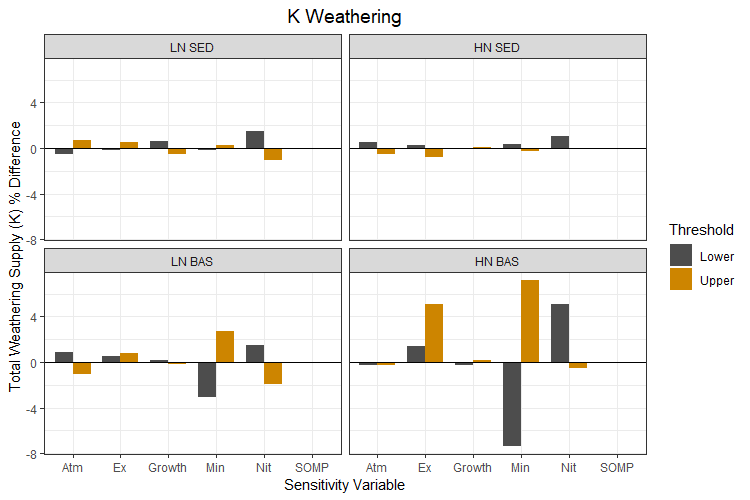 K Weathering
LN SED
HN SED
4
0
-4
-8
LN BAS
HN BAS
4
0
-4
-8
Atm Ex Growth Min Nit SOMP
Atm Ex Growth Min Nit SOMP
Sensitivity Variable
Total Weathering Supply (K) % Difference
Threshold
Lower
Upper